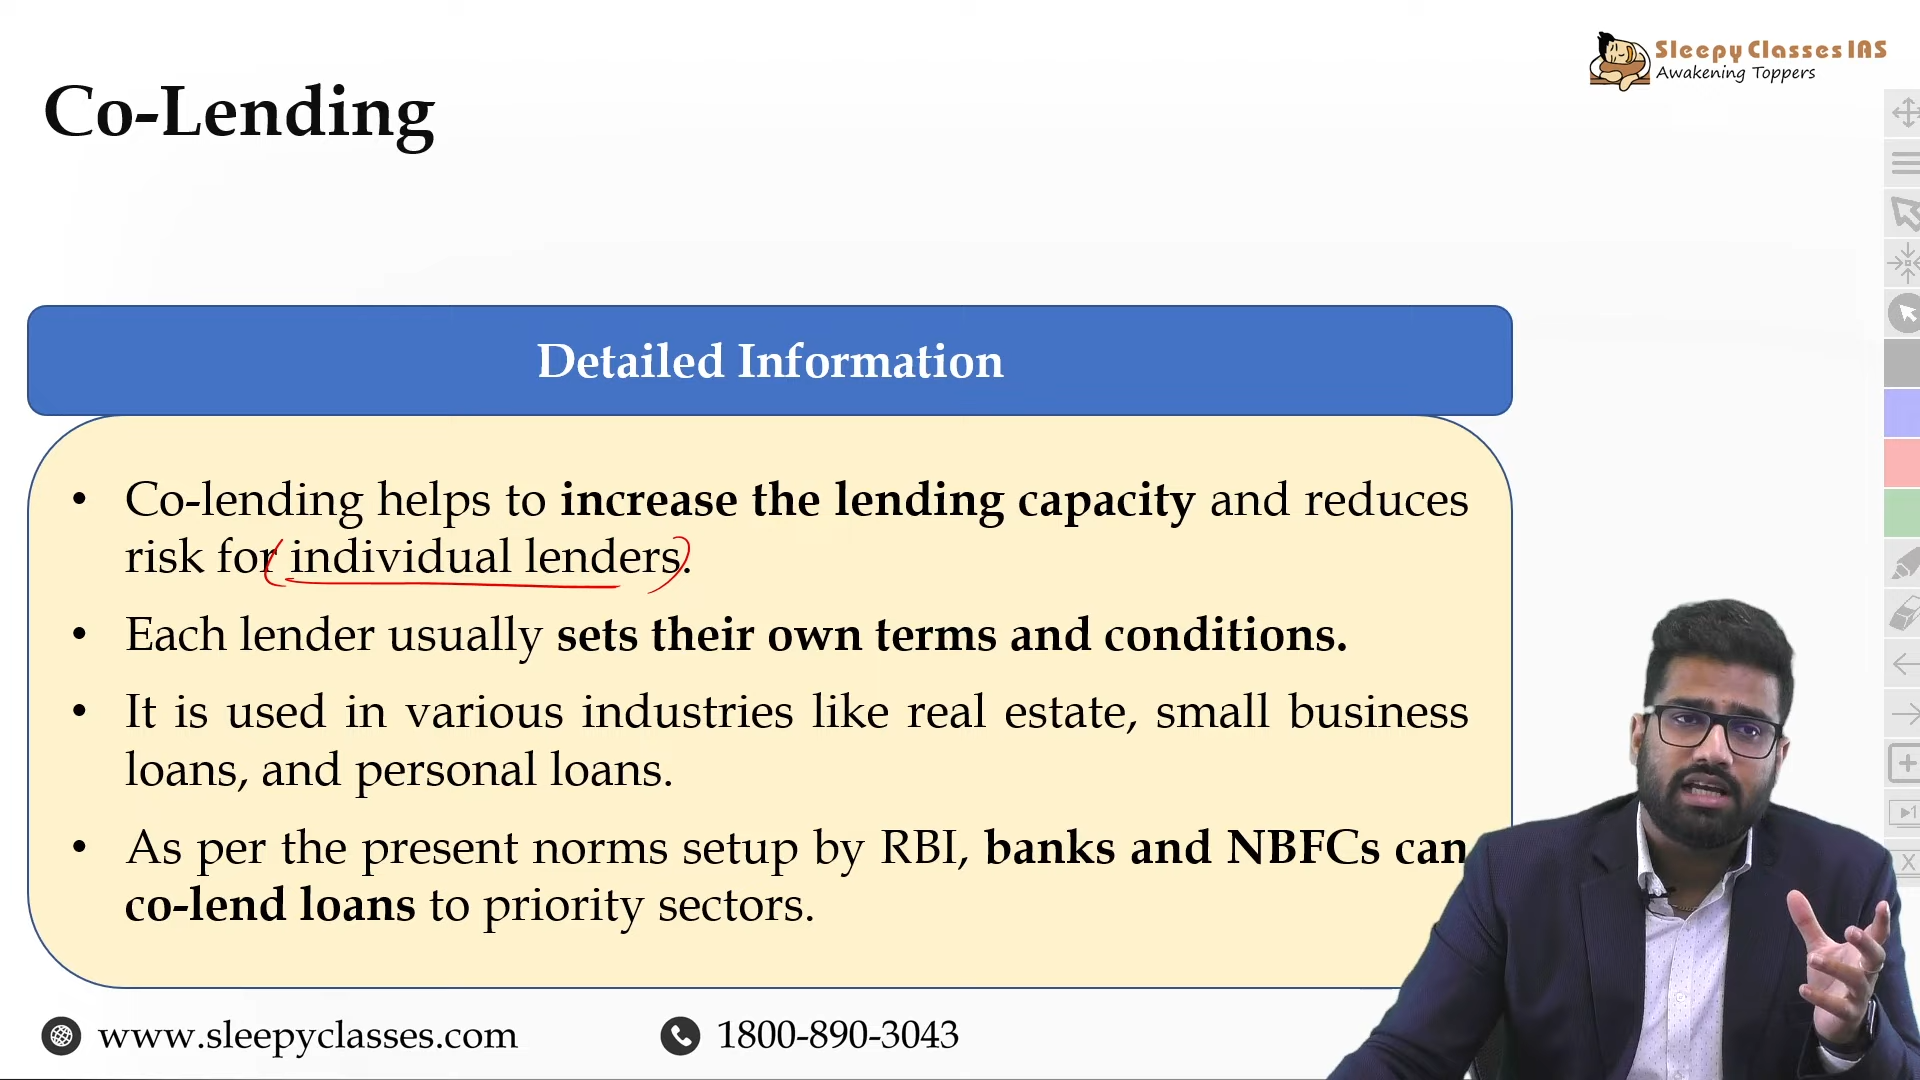 Sleepy Classes IAS
Awakening Toppers
Co-Lending
Detailed Information
• Co-lending helps to increase the lending capacity and reduces
risk for individual lenders.
• Each lender usually sets their own terms and conditions.
• It is used in various industries like real estate, small business
loans, and personal loans.
• As per the present norms setup by RBI, banks and NBFCs can
co-lend loans to priority sectors.
www.sleepyclasses.com
1800-890-3043